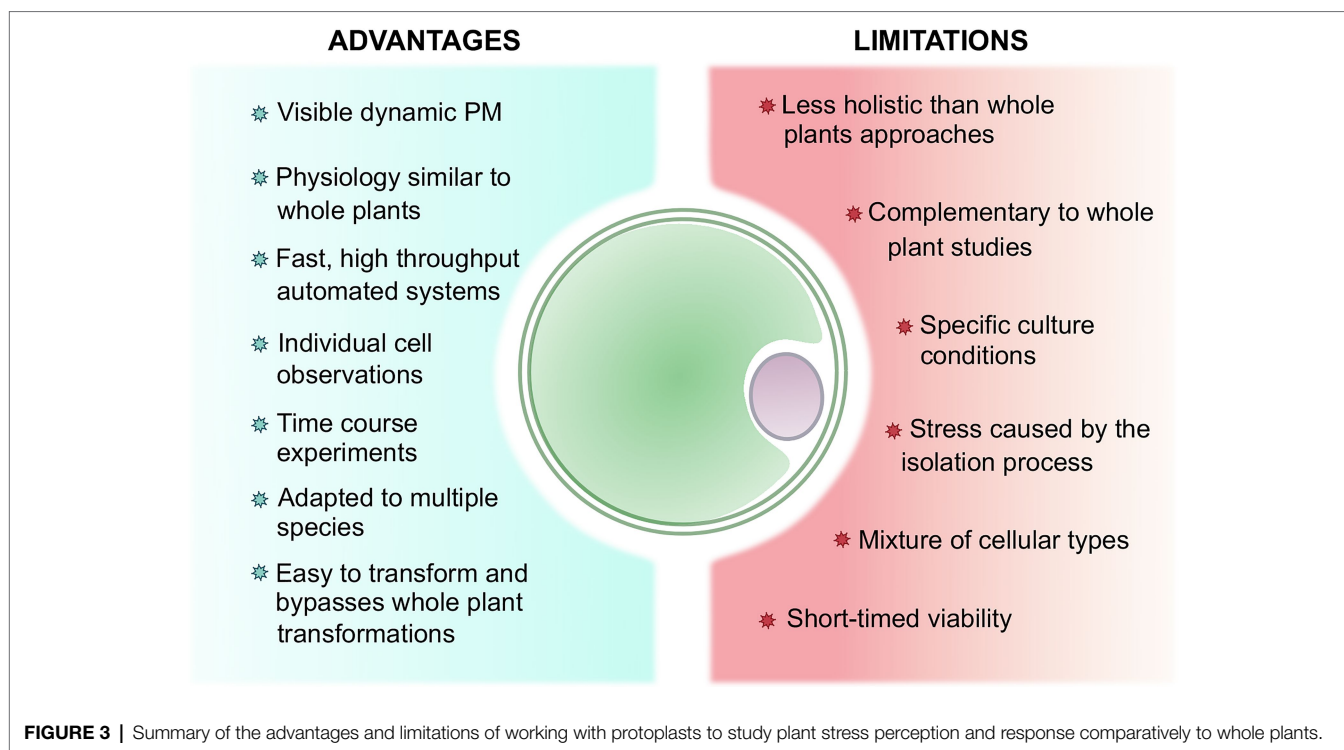 ADVANTAGES
Visible dynamic PM
Physiology similar to
whole plants
Fast, high throughput
automated systems
Individual cell
observations
Time course
experiments
Adapted to multiple
species
Easy to transform and
bypasses whole plant
transformations
LIMITATIONS
Less holistic than whole
plants approaches
Complementary to whole
plant studies
Specific culture
conditions
Stress caused by the
isolation process
Mixture of cellular types
Short-timed viability
FIGURE 3 | Summary of the advantages and limitations of working with protoplasts to study plant stress perception and response comparatively to whole plants.